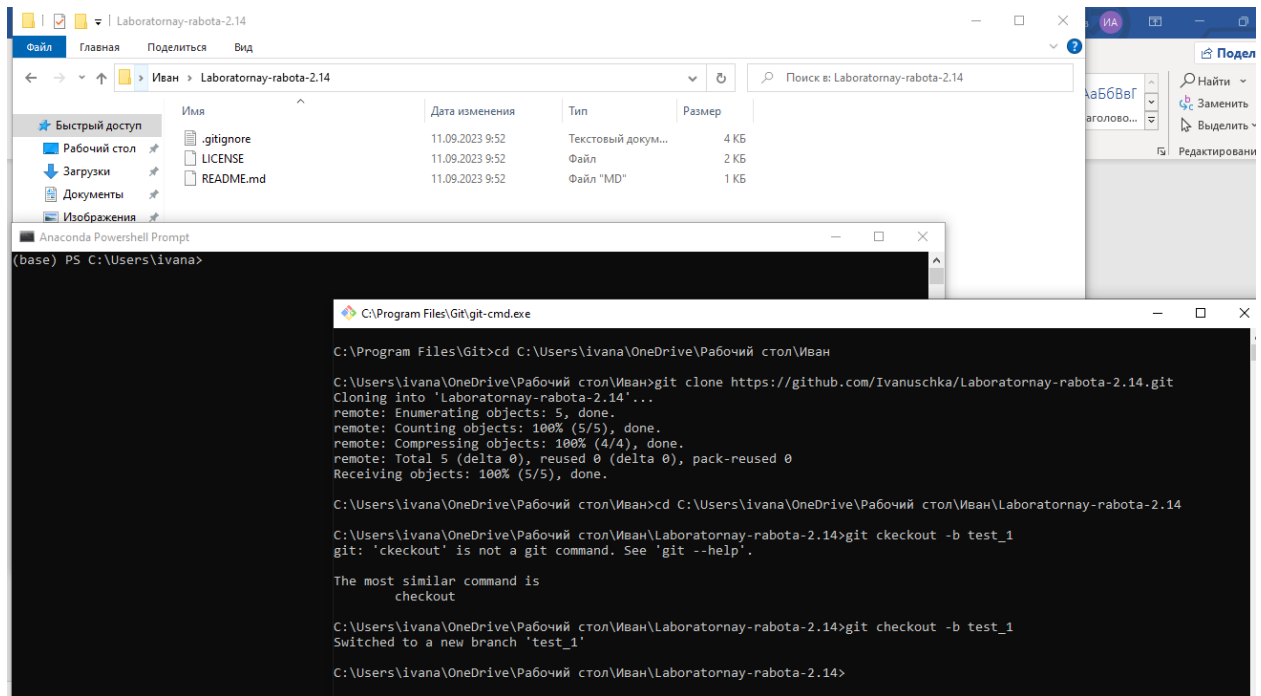 Laboratornay-rabota-2.14
ИА
Файл Главная Поделиться Вид
Подел
Иван › Laboratornay-rabota-2.14
Поиск в: Laboratornay-rabota-2.14
Найти
АаБбВвГ
Заменить
аголово...
Выделить
Редактировани
Имя Дата изменения Тип Размер
Быстрый доступ
Рабочий стол
Загрузки
Документы
Изображения
.gitignore 11.09.2023 9:52 Текстовый докум... 4 КБ
LICENSE 11.09.2023 9:52 Файл 2 КБ
README.md 11.09.2023 9:52 Файл "MD" 1 КБ
Anaconda Powershell Prompt
(base) PS C:\Users\ivana>
C:\Program Files\Git\git-cmd.exe
C:\Program Files\Git>cd C:\Users\ivana\OneDrive\Рабочий стол\Иван
C:\Users\ivana\OneDrive\Рабочий стол\Иван>git clone https://github.com/Ivanuschka/Laboratornay-rabota-2.14.git
Cloning into 'Laboratornay-rabota-2.14'...
remote: Enumerating objects: 5, done.
remote: Counting objects: 100% (5/5), done.
remote: Compressing objects: 100% (4/4), done.
remote: Total 5 (delta 0), reused 0 (delta 0), pack-reused 0
Receiving objects: 100% (5/5), done.
C:\Users\ivana\OneDrive\Рабочий стол\Иван>cd C:\Users\ivana\OneDrive\Рабочий стол\Иван\Laboratornay-rabota-2.14
C:\Users\ivana\OneDrive\Рабочий стол\Иван\Laboratornay-rabota-2.14>git ckeckout -b test_1
git: 'ckeckout' is not a git command. See 'git --help'.
The most similar command is
checkout
C:\Users\ivana\OneDrive\Рабочий стол\Иван\Laboratornay-rabota-2.14>git checkout -b test_1
Switched to a new branch 'test_1'
C:\Users\ivana\OneDrive\Рабочий стол\Иван\Laboratornay-rabota-2.14>